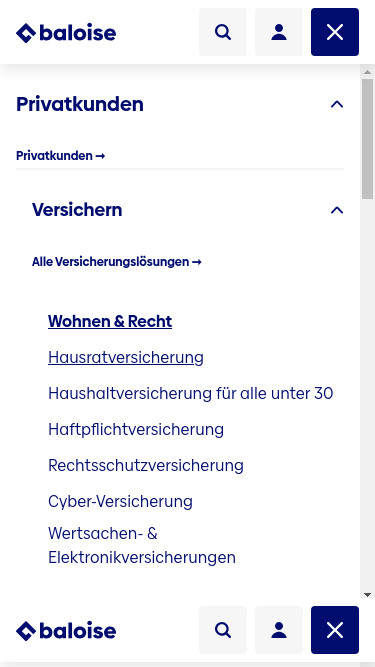 baloise
Privatkunden
Privatkunden →
Versichern
Alle Versicherungslösungen →
Wohnen & Recht
Hausratversicherung
Haushaltversicherung für alle unter 30
Haftpflichtversicherung
Rechtsschutzversicherung
Cyber-Versicherung
Wertsachen- &
Elektronikversicherungen
baloise